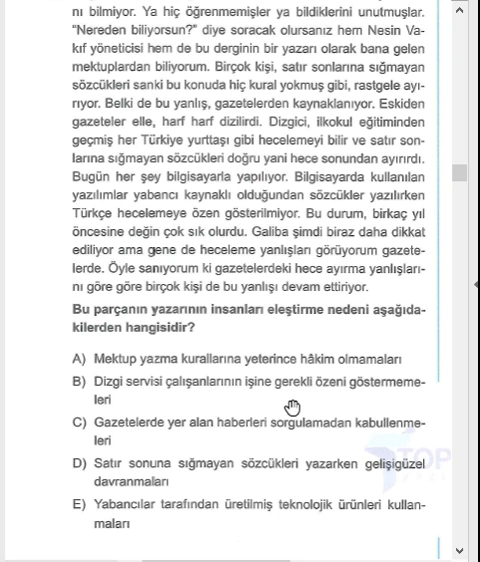 nı bilmiyor. Ya hiç öğrenmemişler ya bildiklerini unutmuşlar.
"Nereden biliyorsun?" diye soracak olursanız hem Nesin Va-
kıf yöneticisi hem de bu derginin bir yazarı olarak bana gelen
mektuplardan biliyorum. Birçok kişi, satır sonlarına sığmayan
sözcükleri sanki bu konuda hiç kural yokmuş gibi, rastgele ayı-
rıyor. Belki de bu yanlış, gazetelerden kaynaklanıyor. Eskiden
gazeteler elle, harf harf dizilirdi. Dizgici, ilkokul eğitiminden
geçmiş her Türkiye yurttaşı gibi hecelemeyi bilir ve satır son-
larına sığmayan sözcükleri doğru yani hece sonundan ayırırdı.
Bugün her şey bilgisayarla yapılıyor. Bilgisayarda kullanılan
yazılımlar yabancı kaynaklı olduğundan sözcükler yazılırken
Türkçe hecelemeye özen gösterilmiyor. Bu durum, birkaç yıl
öncesine değin çok sık olurdu. Galiba şimdi biraz daha dikkat
ediliyor ama gene de heceleme yanlışları görüyorum gazete-
lerde. Öyle sanıyorum ki gazetelerdeki hece ayırma yanlışları-
nı göre göre birçok kişi de bu yanlışı devam ettiriyor.
Bu parçanın yazarının insanları eleştirme nedeni aşağıda-
kilerden hangisidir?
A) Mektup yazma kurallarına yeterince hâkim olmamaları
B) Dizgi servisi çalışanlarının işine gerekli özeni göstermeme-
leri
C) Gazetelerde yer alan haberleri sorgulamadan kabullenme-
leri
D) Satır sonuna sığmayan sözcükleri yazarken gelişigüzel
davranmaları
E) Yabancılar tarafından üretilmiş teknolojik ürünleri kullan-
maları
TOP